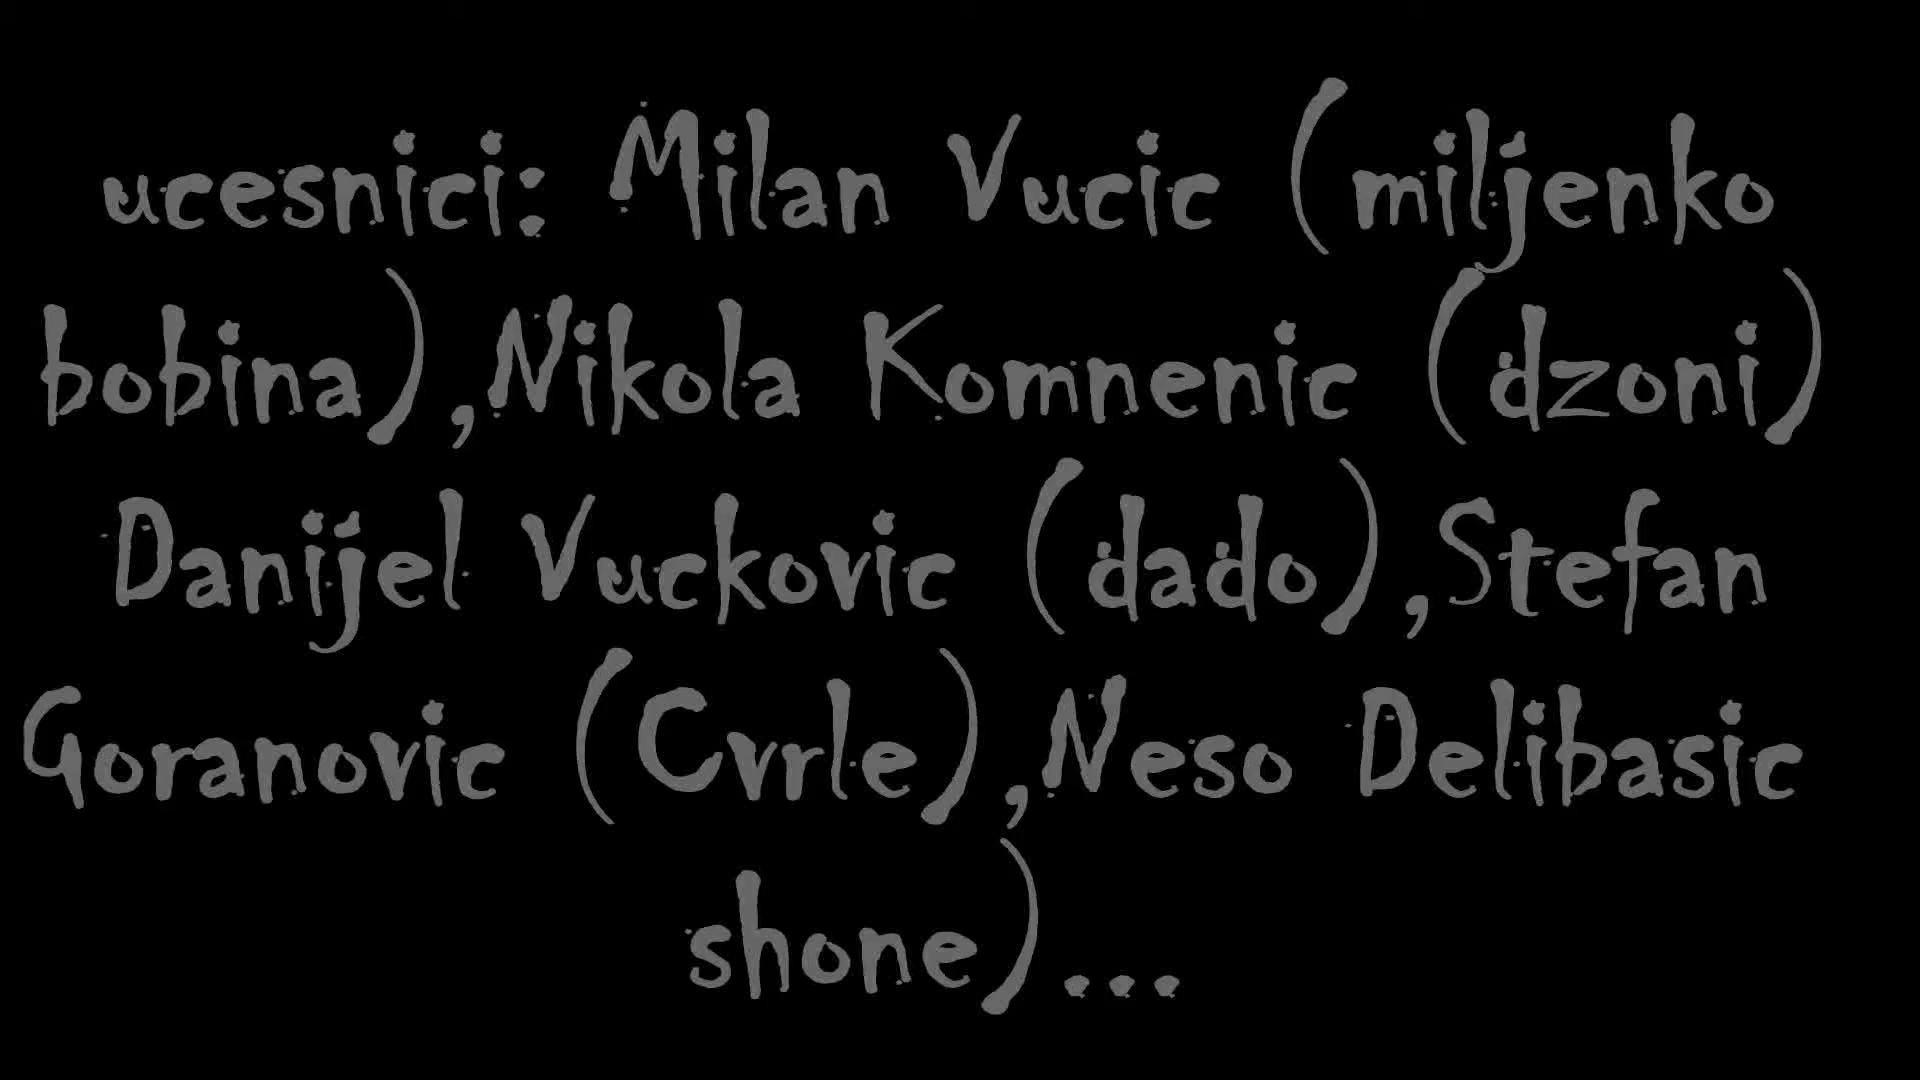 ucesnici: Milan Vucic (miljenko
bobina),Nikola Komnenic (dzoni)
Danijel Vuckovic (dado),Stefan
Goranovic (Cvrle),Neso Delibasic
shone)...